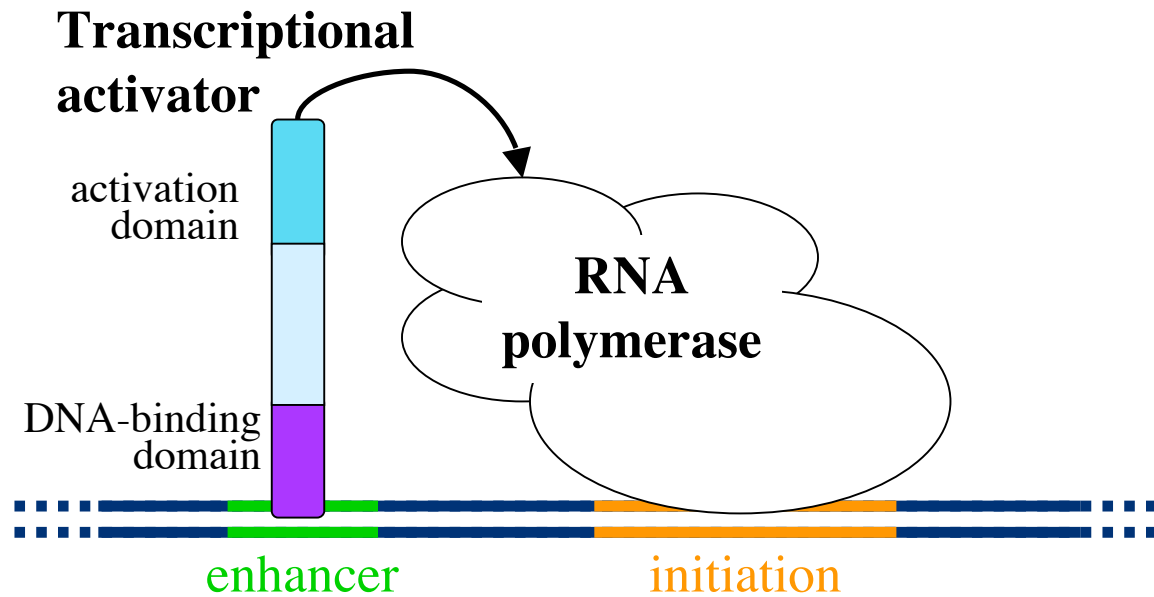 Transcriptional
activator
activation
domain
RNA
polymerase
DNA-binding
domain
enhancer
initiation